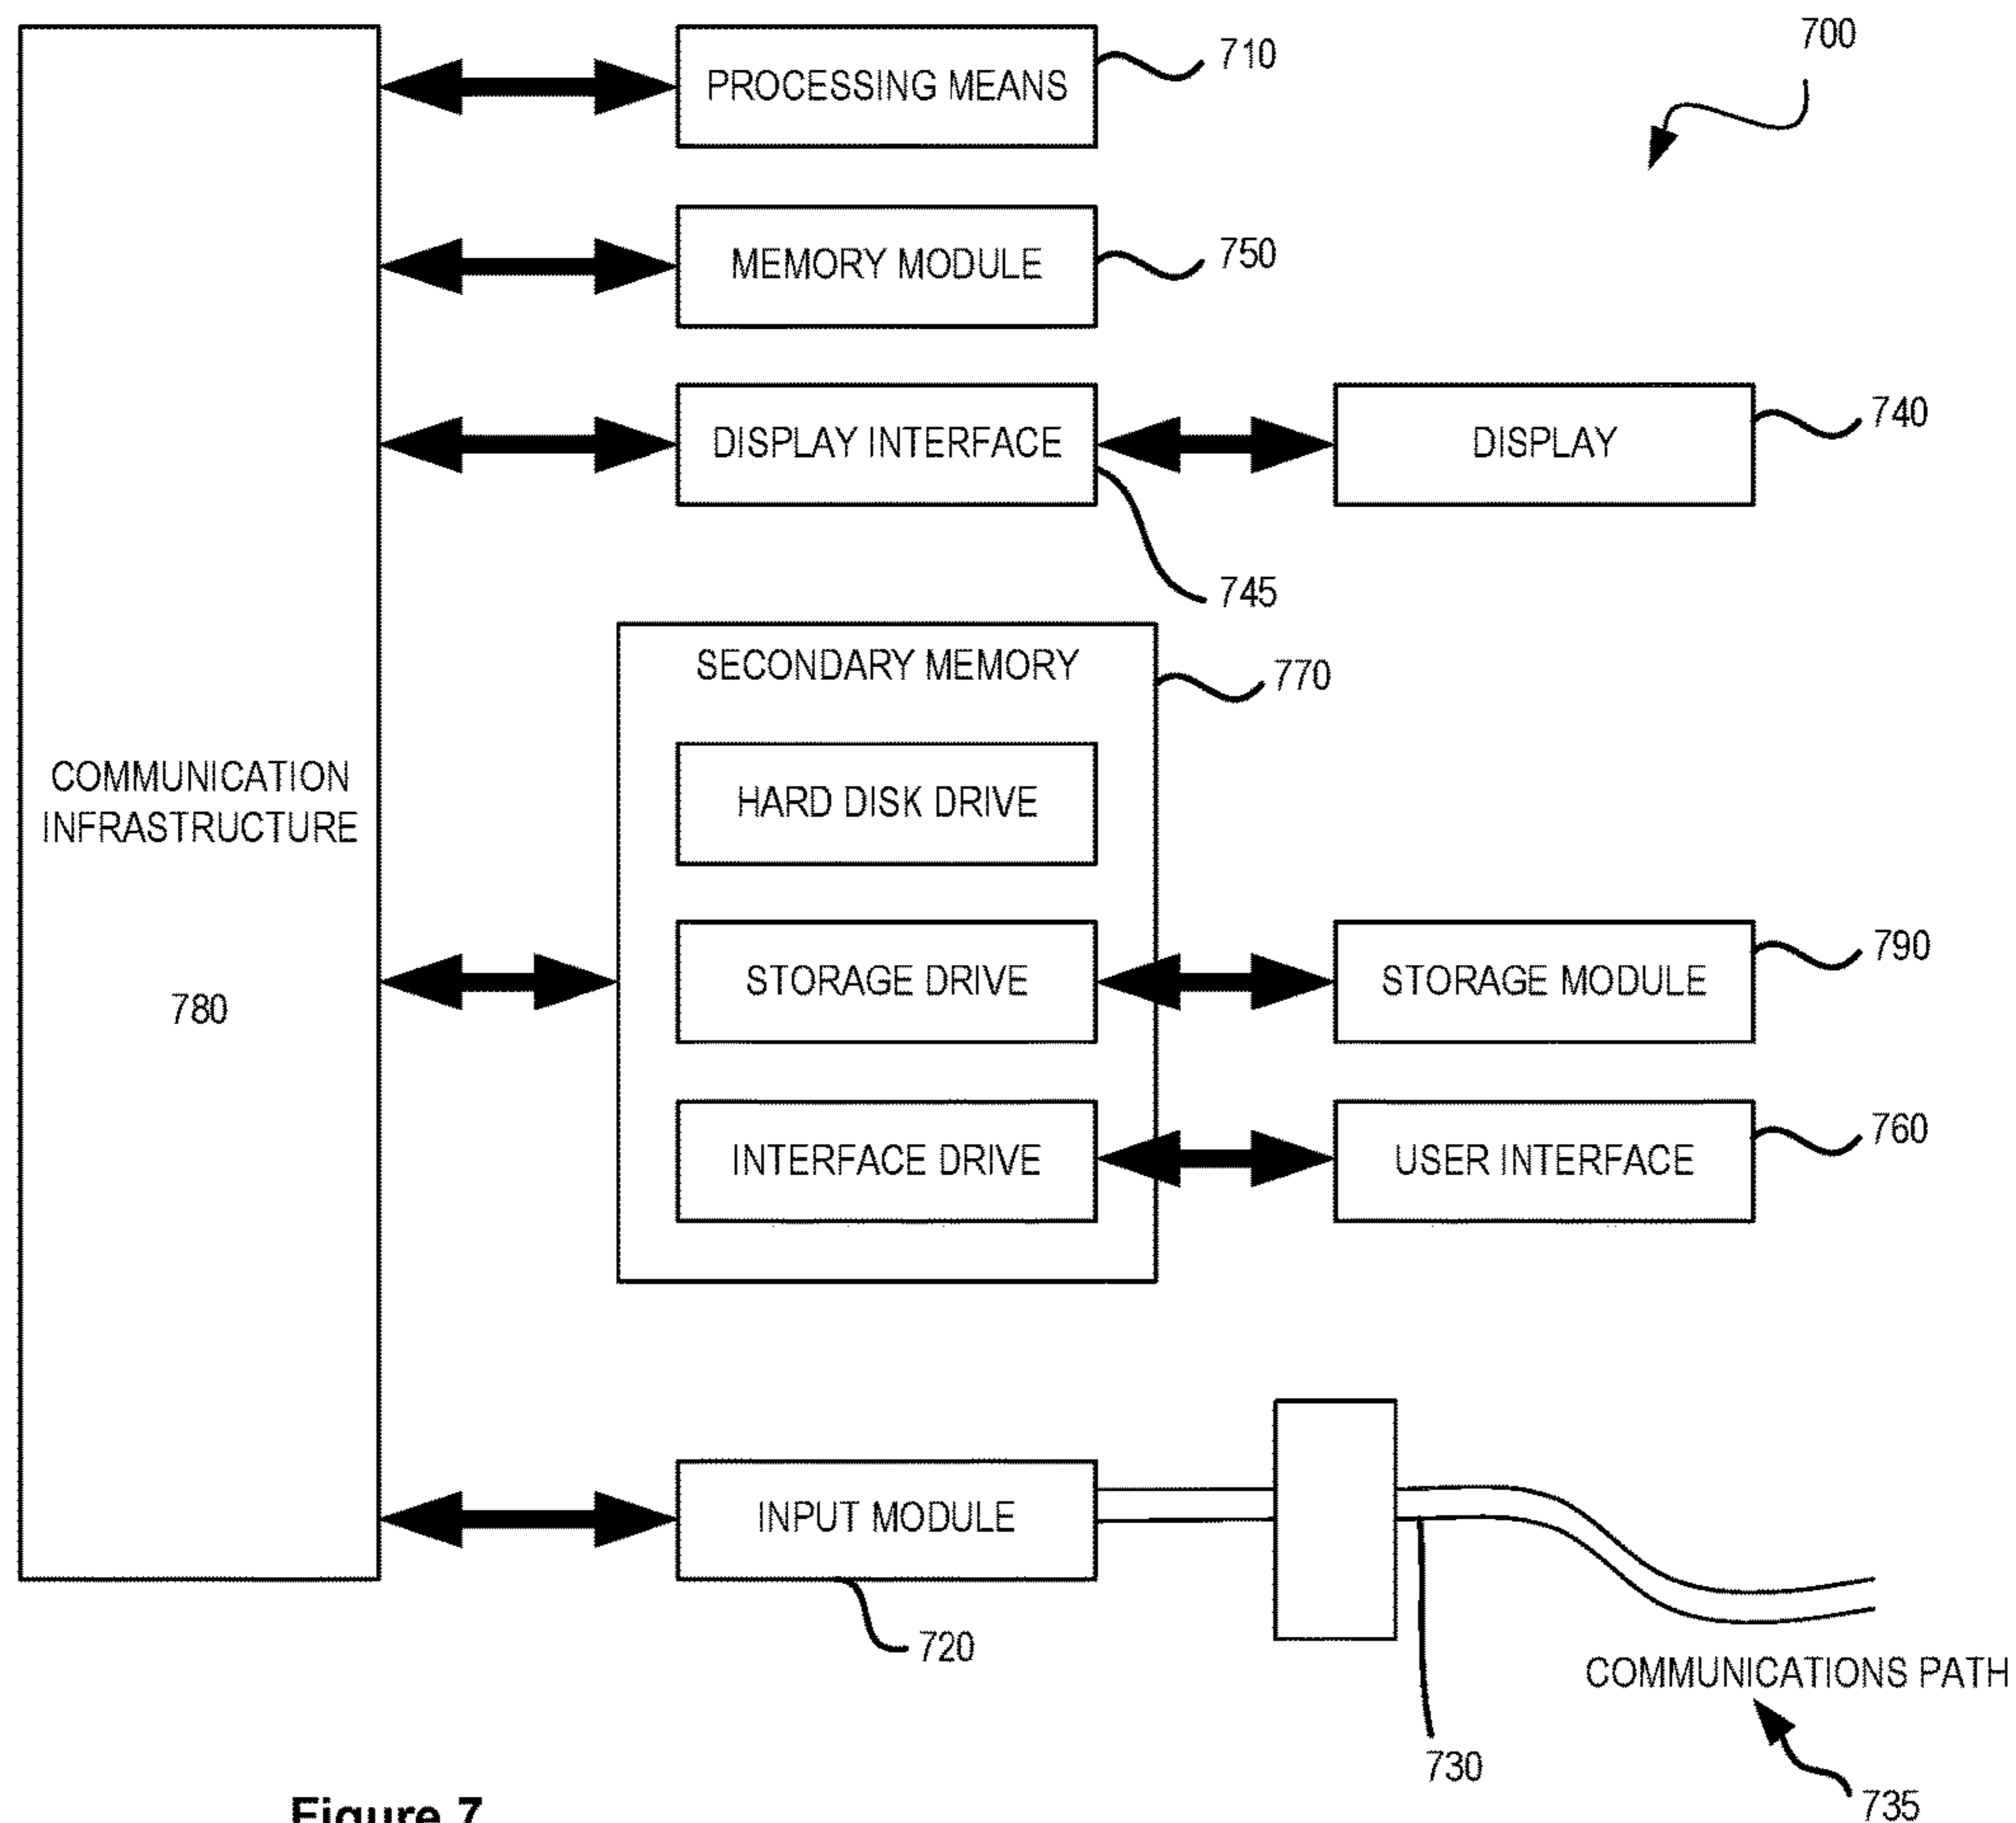 700
PROCESSING MEANS
710
MEMORY MODULE
750
DISPLAY INTERFACE
745
DISPLAY
740
SECONDARY MEMORY
770
HARD DISK DRIVE
COMMUNICATION
INFRASTRUCTURE
780
STORAGE DRIVE
STORAGE MODULE
790
INTERFACE DRIVE
USER INTERFACE
760
INPUT MODULE
720
730
COMMUNICATIONS PATH
735
Figure 7